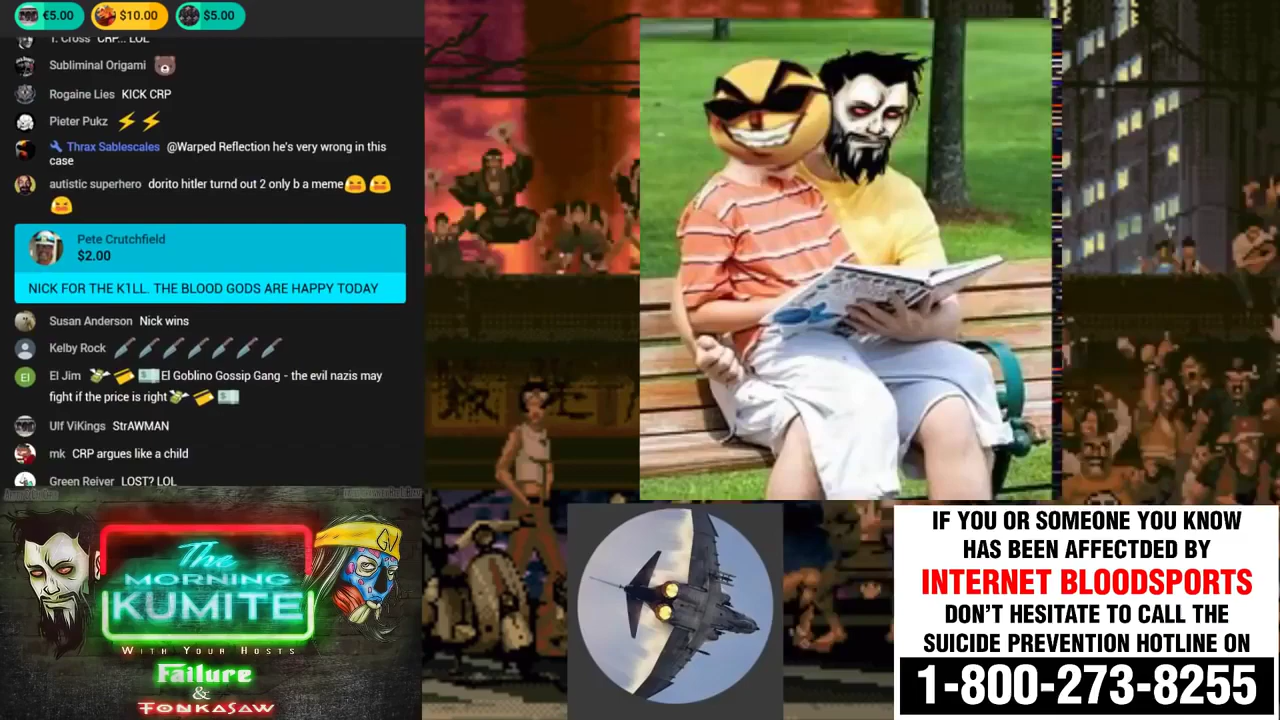 €5.00 $10.00 $5.00
T. Cross CRP... LOL
Subliminal Origami
Rogaine Lies KICK CRP
Pieter Pukz
Thrax Sablescales @Warped Reflection he's very wrong in this
case
autistic superhero dorito hitler turnd out 2 only b a meme
Pete Crutchfield
$2.00
NICK FOR THE K1LL. THE BLOOD GODS ARE HAPPY TODAY
Susan Anderson Nick wins
Kelby Rock
El Jim El Goblino Gossip Gang - the evil nazis may
fight if the price is right
Ulf ViKings StrAWMAN
mk CRP argues like a child
Green Reiver LOST? LOL
The
MORNING
KUMITE
WITH YOUR HOSTS
Failure
&
TONKASAW
IF YOU OR SOMEONE YOU KNOW
HAS BEEN AFFECTDED BY
INTERNET BLOODSPORTS
DON'T HESITATE TO CALL THE
SUICIDE PREVENTION HOTLINE ON
1-800-273-8255